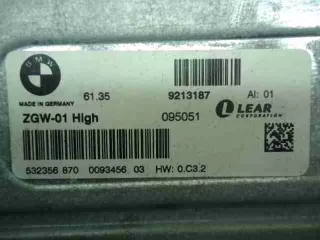 BMW
MADE IN GERMANY
61.35 9213187 AI: 01
ZGW-01 High 095051 LEAR
CORPORATION
532356 870 0093456 03 HW: 0.C3.2